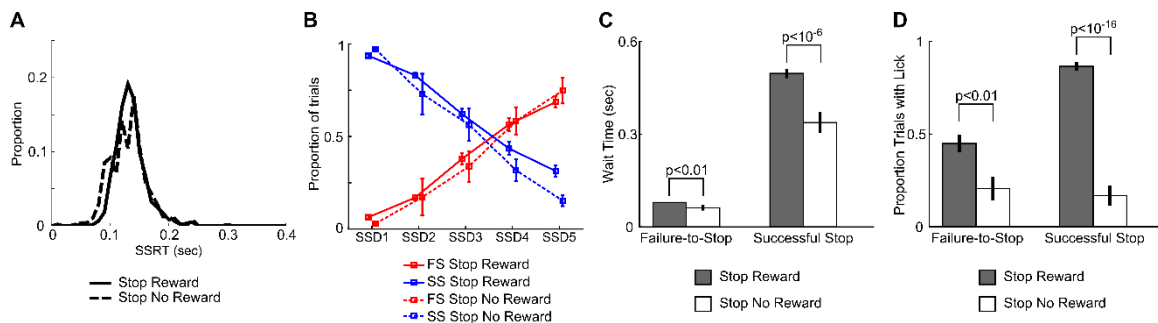 A
Proportion
0.2
0.1
0
0
0.1
0.2
0.3
0.4
SSRT (sec)
Stop Reward
Stop No Reward
B
Proportion of trials
1
0.5
0
SSD1 SSD2 SSD3 SSD4 SSD5
FS Stop Reward
SS Stop Reward
FS Stop No Reward
SS Stop No Reward
C
Wait Time (sec)
0.6
0.3
0
p<0.01
p<10-6
Failure-to-Stop
Successful Stop
Stop Reward
Stop No Reward
D
Proportion Trials with Lick
1
0.5
0
p<0.01
p<10-16
Failure-to-Stop
Successful Stop
Stop Reward
Stop No Reward